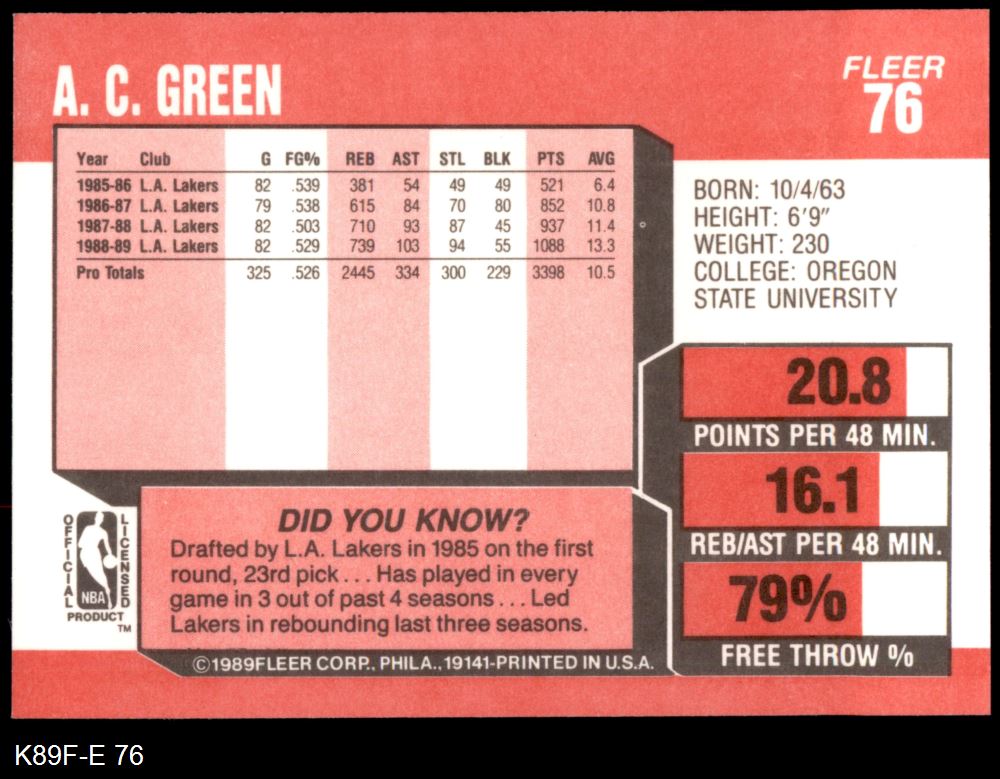 A. C. GREEN
FLEER
76
Year Club G FG% REB AST STL BLK PTS AVG
1985-86 L.A. Lakers 82 .539 381 54 49 49 521 6.4
1986-87 L.A. Lakers 79 .538 615 84 70 80 852 10.8
1987-88 L.A. Lakers 82 .503 710 93 87 45 937 11.4
1988-89 L.A. Lakers 82 .529 739 103 94 55 1088 13.3
Pro Totals 325 .526 2445 334 300 229 3398 10.5
BORN: 10/4/63
HEIGHT: 6'9"
WEIGHT: 230
COLLEGE: OREGON
STATE UNIVERSITY
20.8
POINTS PER 48 MIN.
16.1
REB/AST PER 48 MIN.
79%
FREE THROW %
DID YOU KNOW?
Drafted by L.A. Lakers in 1985 on the first
round, 23rd pick . . . Has played in every
game in 3 out of past 4 seasons . . . Led
Lakers in rebounding last three seasons.
OFFICIAL
LICENSED
NBA
PRODUCT
TM
©1989 FLEER CORP., PHILA., 19141-PRINTED IN U.S.A.
K89F-E 76